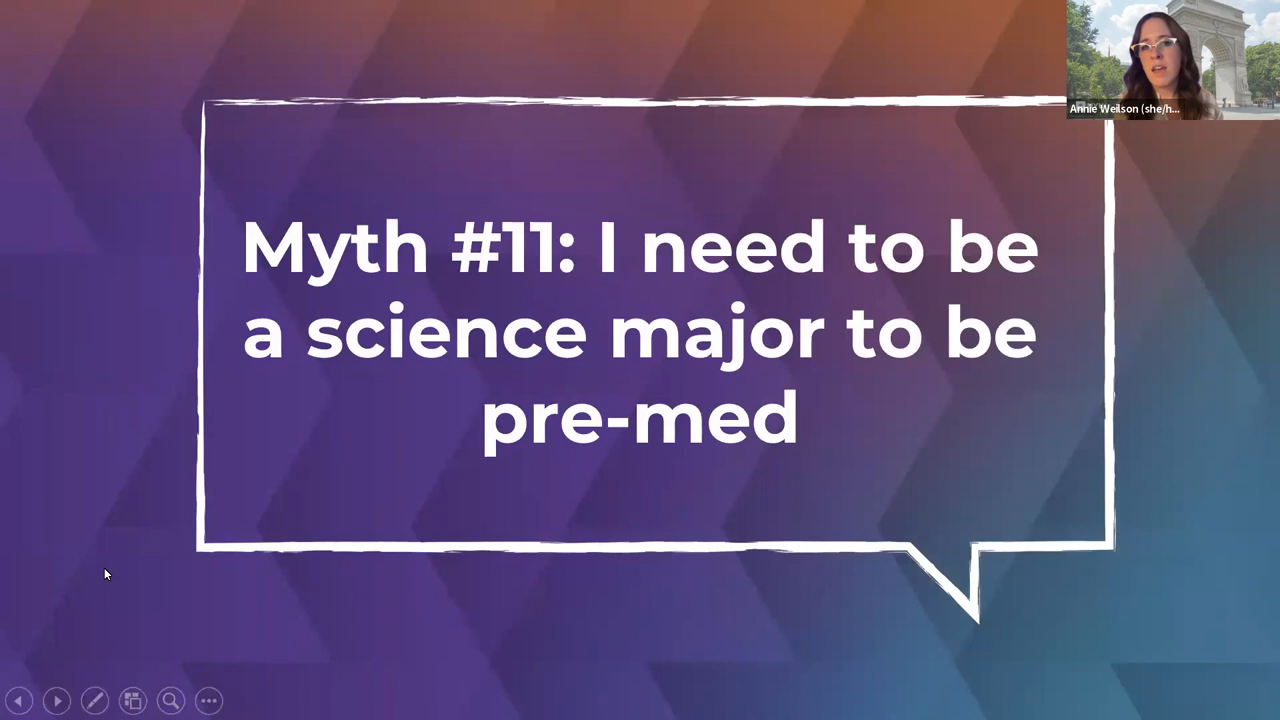 Annie Weilson (she/h...
Myth #11: I need to be
a science major to be
pre-med